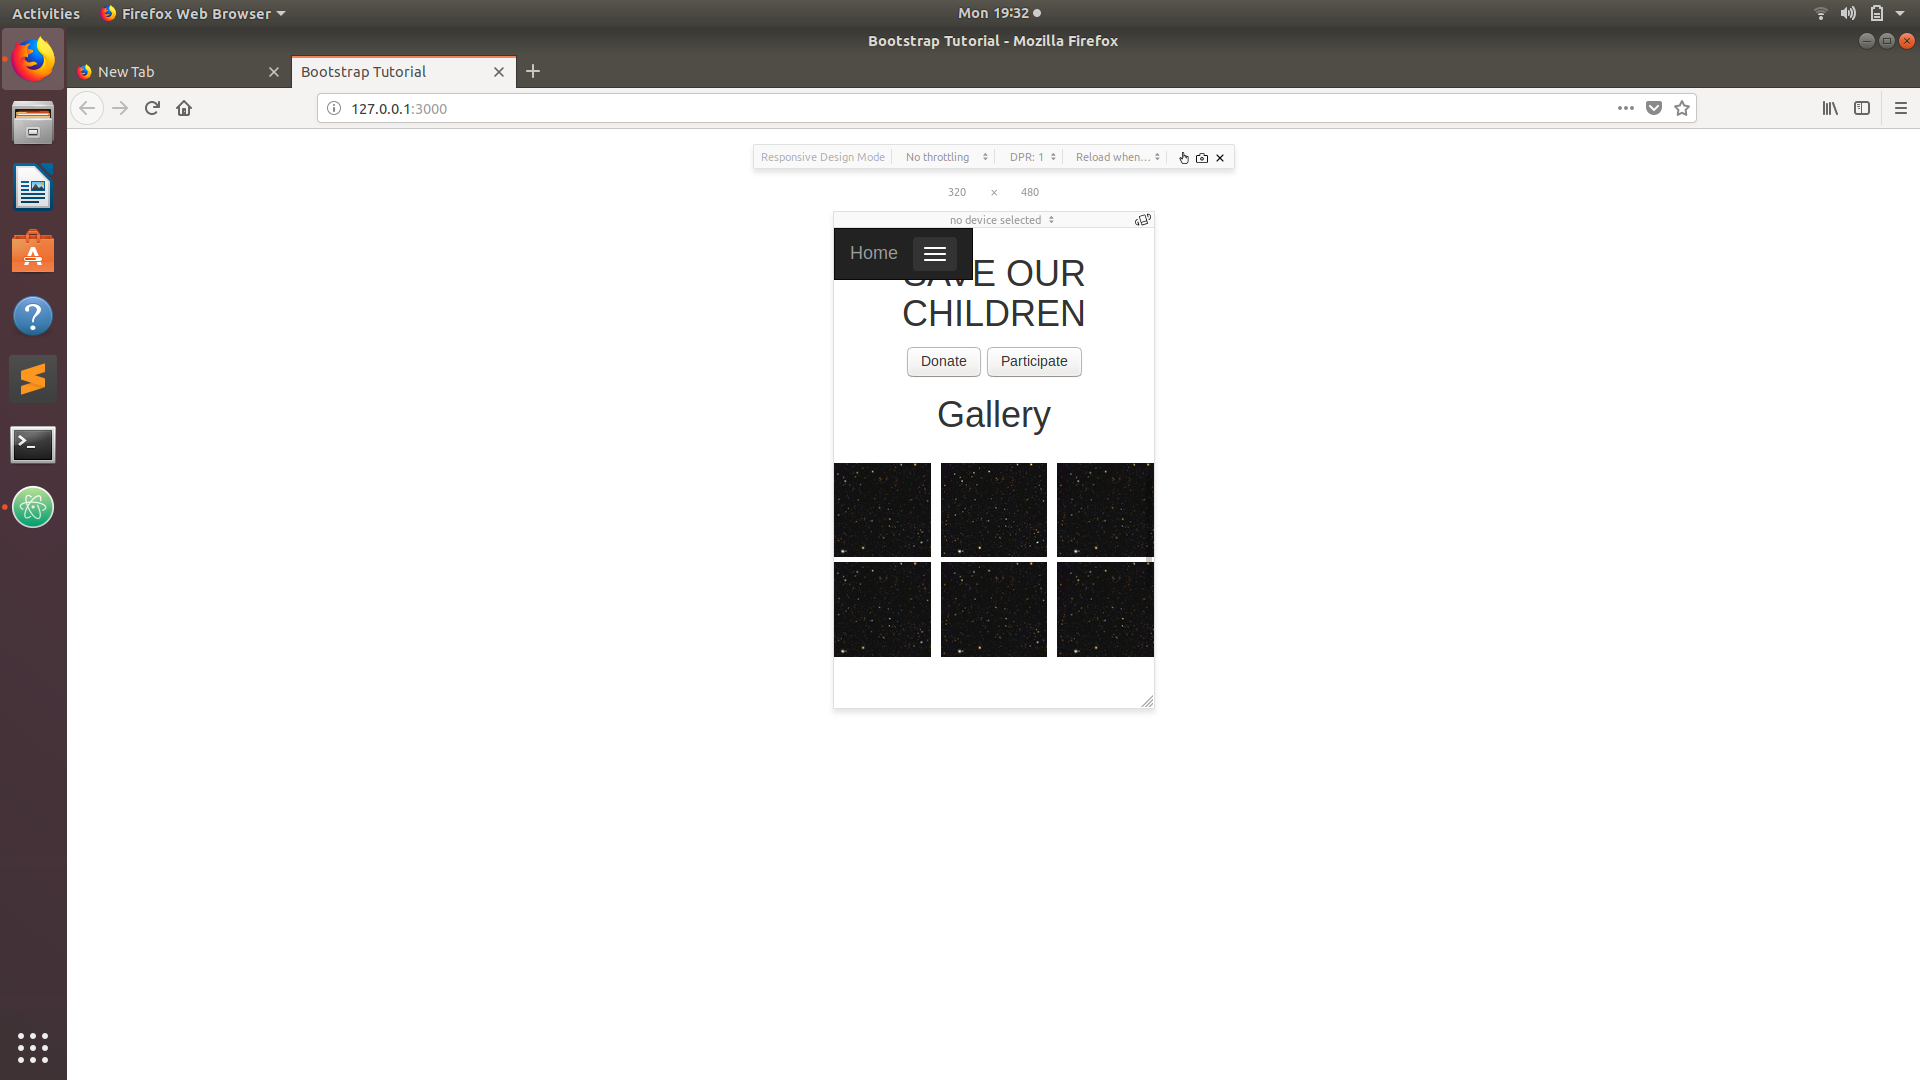 Activities
Firefox Web Browser
Mon 19:32
Bootstrap Tutorial - Mozilla Firefox
New Tab
Bootstrap Tutorial
127.0.0.1:3000
Responsive Design Mode
No throttling
DPR: 1
Reload when...
320 × 480
no device selected
Home
SAVE OUR
CHILDREN
Donate
Participate
Gallery